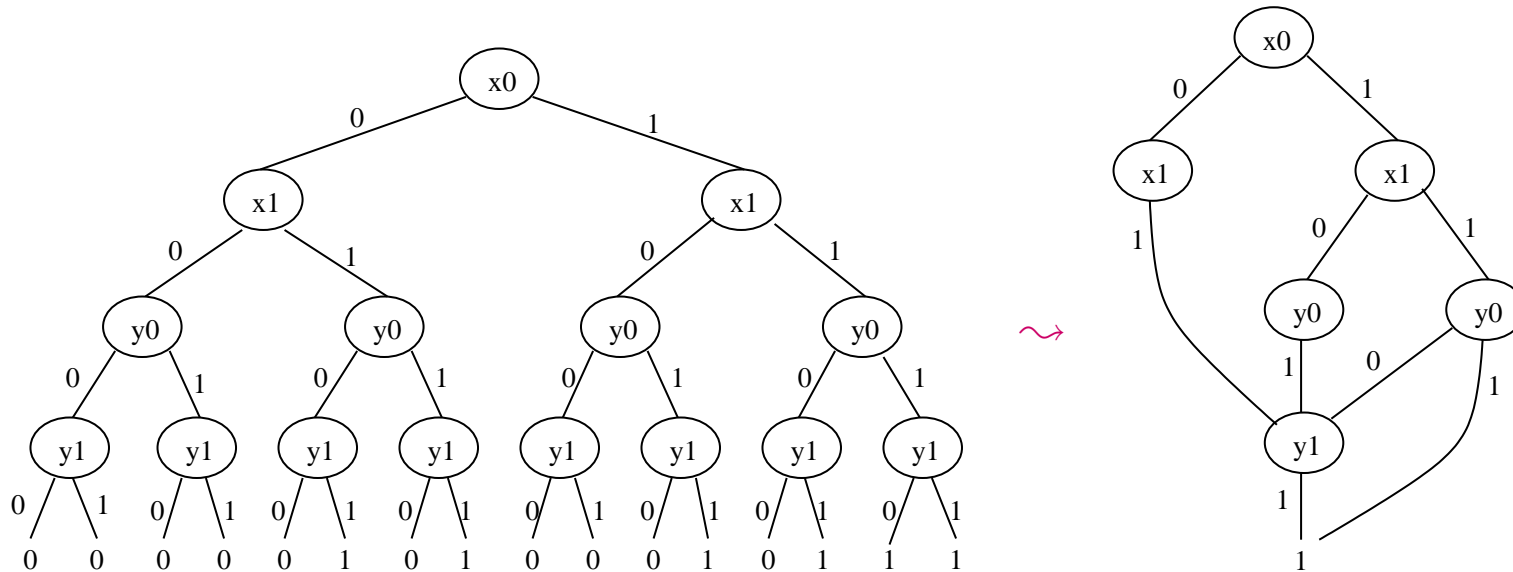 x0
x0
0 1
0 1
x1 x1
x1 x1
0 1 0 1
1 0 1
y0 y0 y0 y0
y0 y0
0 1 0 1 0 1 0 1
1 0 1
y1 y1 y1 y1 y1 y1 y1 y1
y1
0 1 0 1 0 1 0 1 0 1 0 1 0 1 0 1
1
0 0 0 0 0 1 0 1 0 0 0 1 0 1 1 1
1